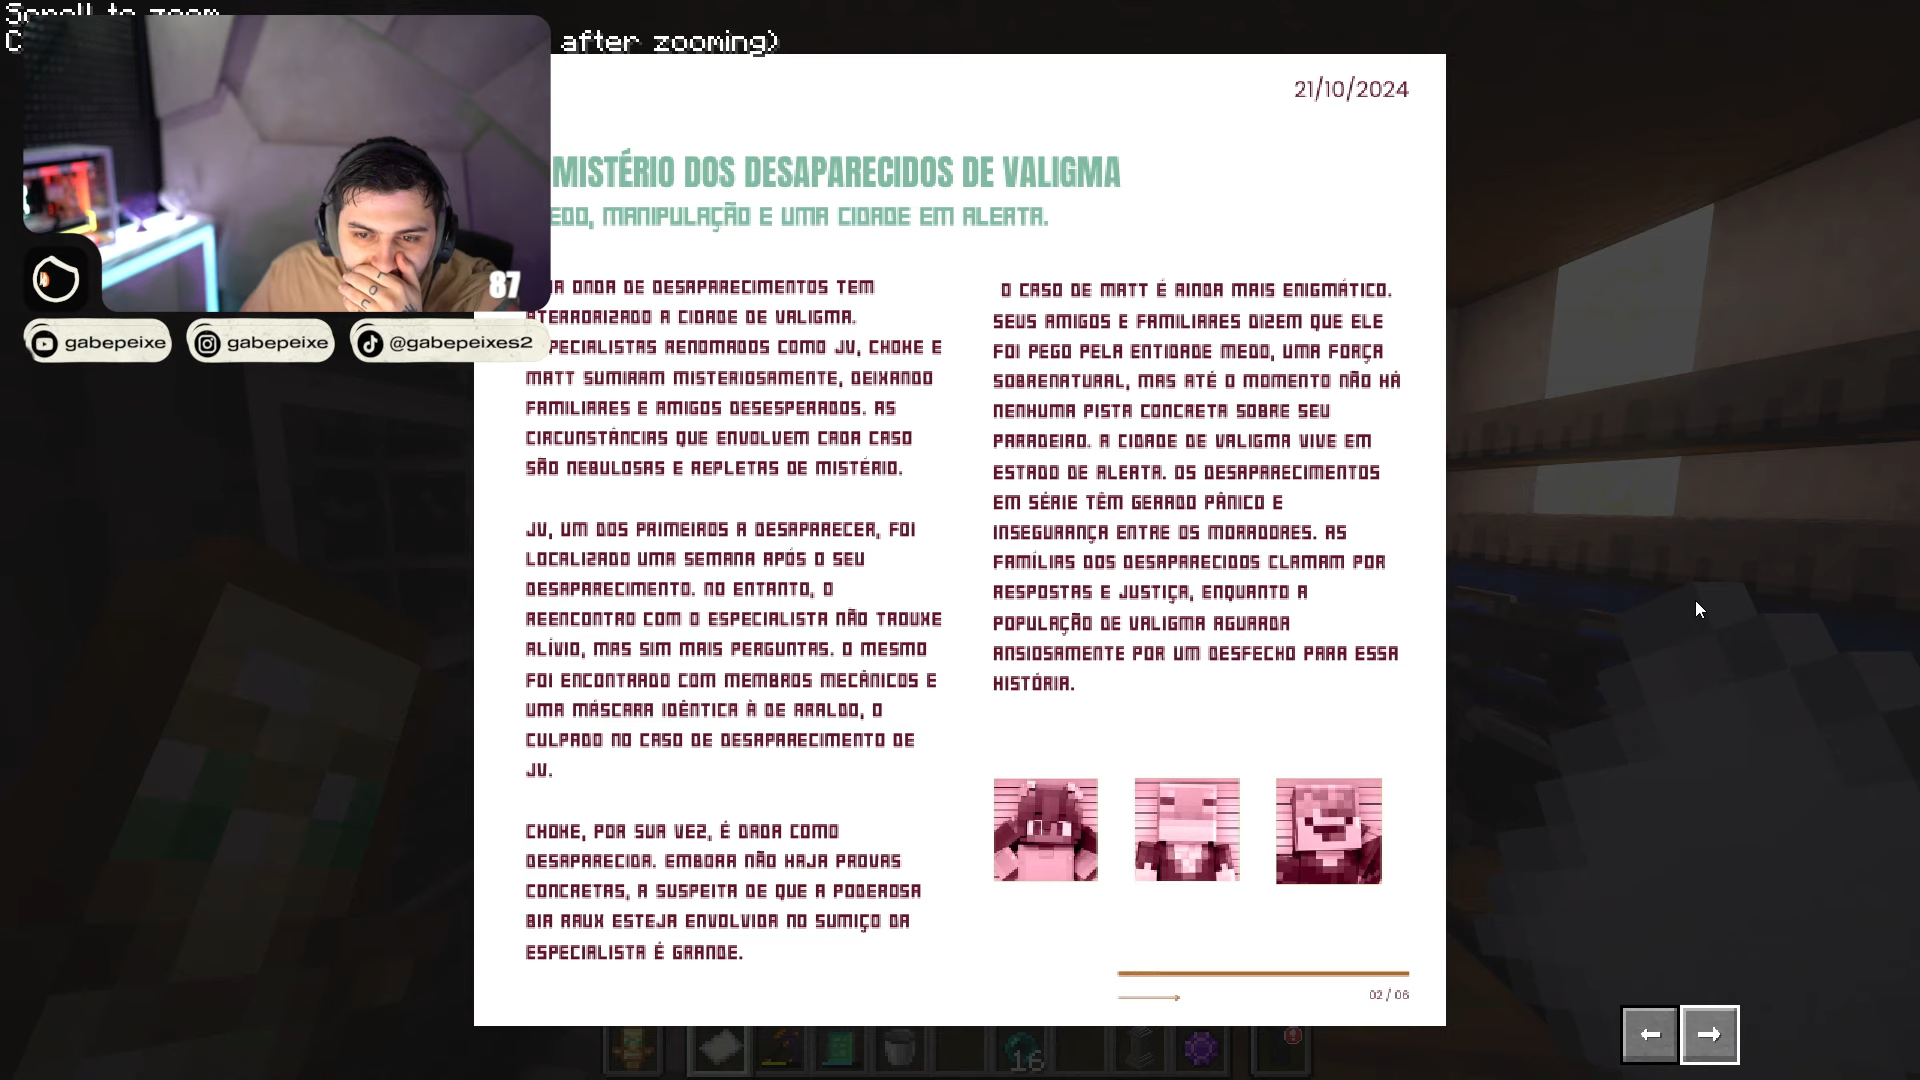 Scroll to zoom
after zooming)
21/10/2024
MISTÉRIO DOS DESAPARECIDOS DE VALIGMA
MANIPULAÇÃO E UMA CIDADE EM ALERTA.
ONDA DE DESAPARECIMENTOS TEM
ATERRORIZADO A CIDADE DE VALIGMA.
RENOMADOS COMO JV, CHOKE E
MATT SUMIRAM MISTERIOSAMENTE, DEIXANDO
FAMILIARES E AMIGOS DESESPERADOS. AS
CIRCUNSTÂNCIAS QUE ENVOLVEM CADA CASO
SÃO NEBULOSAS E REPLETAS DE MISTÉRIO.
JV, UM DOS PRIMEIROS A DESAPARECER, FOI
LOCALIZADO UMA SEMANA APÓS O SEU
DESAPARECIMENTO. NO ENTANTO, O
REENCONTRO COM O ESPECIALISTA NÃO TROUXE
ALÍVIO, MAS SIM MAIS PERGUNTAS. O MESMO
FOI ENCONTRADO COM MEMBROS MECÂNICOS E
UMA MÁSCARA IDÊNTICA À DE ARALDO, O
CULPADO NO CASO DE DESAPARECIMENTO DE
JV.
CHOKE, POR SUA VEZ, É DADA COMO
DESAPARECIDA. EMBORA NÃO HAJA PROVAS
CONCRETAS, A SUSPEITA DE QUE A PODEROSA
BIA RAUX ESTEJA ENVOLVIDA NO SUMIÇO DA
ESPECIALISTA É GRANDE.
O CASO DE MATT É AINDA MAIS ENIGMÁTICO.
SEUS AMIGOS E FAMILIARES DIZEM QUE ELE
FOI PEGO PELA ENTIDADE MEDO, UMA FORÇA
SOBRENATURAL, MAS ATÉ O MOMENTO NÃO HÁ
NENHUMA PISTA CONCRETA SOBRE SEU
PARADEIRO. A CIDADE DE VALIGMA VIVE EM
ESTADO DE ALERTA. OS DESAPARECIMENTOS
EM SÉRIE TÊM GERADO PÂNICO E
INSEGURANÇA ENTRE OS MORADORES. AS
FAMÍLIAS DOS DESAPARECIDOS CLAMAM POR
RESPOSTAS E JUSTIÇA, ENQUANTO A
POPULAÇÃO DE VALIGMA AGUARDA
ANSIOSAMENTE POR UM DESFECHO PARA ESSA
HISTÓRIA.
02 / 06
87
gabepeixe
gabepeixe
@gabepeixes2
16